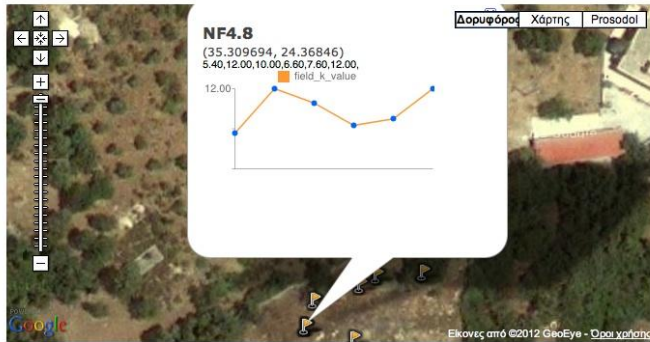 NF4.8
(35.309694, 24.36846)
5.40,12.00,10.00,6.60,7.60,12.00,
field_k_value
12.00
Δορυφόρος Χάρτης Prosodol
Google
Εικονες από ©2012 GeoEye - Όροι χρήσης